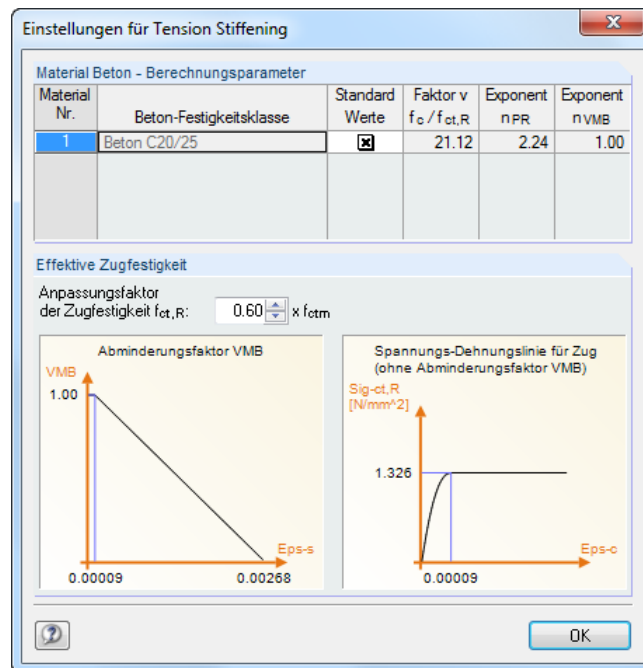 Einstellungen für Tension Stiffening
Material Beton - Berechnungsparameter
Material Nr.
Beton-Festigkeitsklasse
Standard Werte
Faktor v fc / fct,R
Exponent nPR
Exponent nVMB
1 Beton C20/25 21.12 2.24 1.00
Effektive Zugfestigkeit
Anpassungsfaktor
der Zugfestigkeit fct,R: 0.60 x fctm
Abminderungsfaktor VMB
VMB
1.00
Eps-s
0.00009 0.00268
Spannungs-Dehnungslinie für Zug
(ohne Abminderungsfaktor VMB)
Sig-ct,R
[N/mm^2]
1.326
Eps-c
0.00009
OK